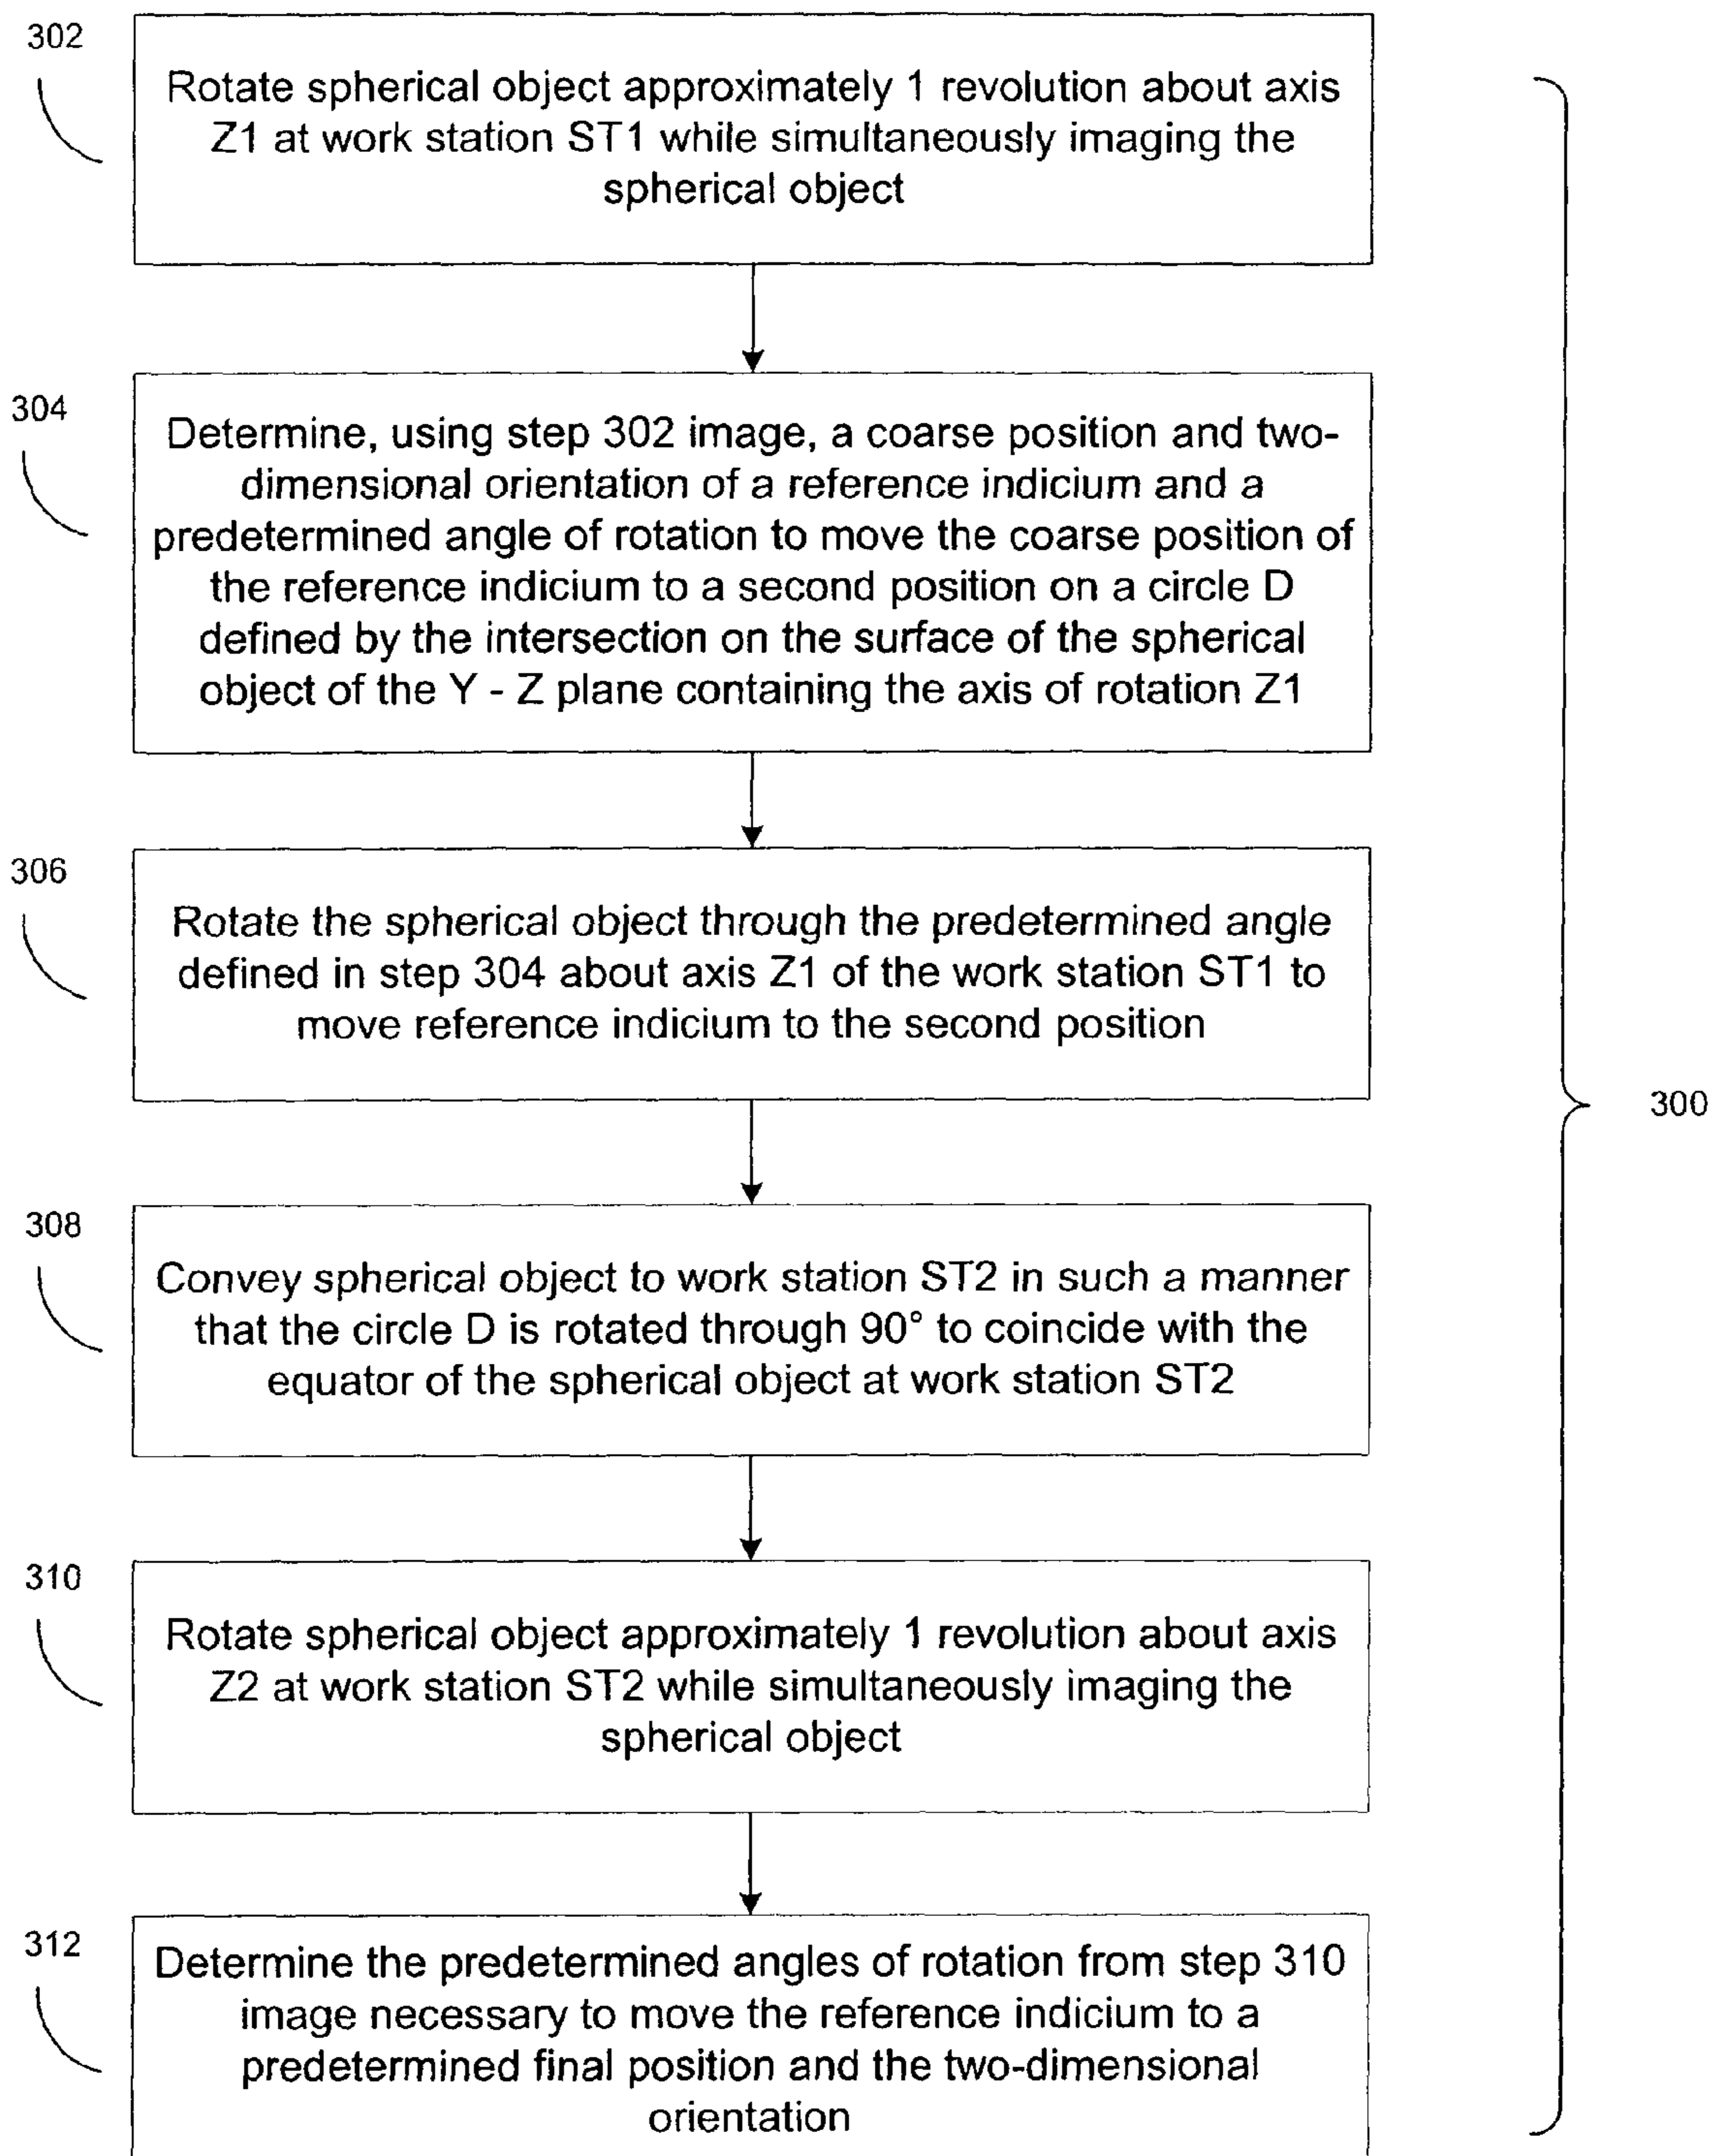 302
Rotate spherical object approximately 1 revolution about axis
Z1 at work station ST1 while simultaneously imaging the
spherical object
304
Determine, using step 302 image, a coarse position and two-
dimensional orientation of a reference indicium and a
predetermined angle of rotation to move the coarse position of
the reference indicium to a second position on a circle D
defined by the intersection on the surface of the spherical
object of the Y - Z plane containing the axis of rotation Z1
306
Rotate the spherical object through the predetermined angle
defined in step 304 about axis Z1 of the work station ST1 to
move reference indicium to the second position
300
308
Convey spherical object to work station ST2 in such a manner
that the circle D is rotated through 90° to coincide with the
equator of the spherical object at work station ST2
310
Rotate spherical object approximately 1 revolution about axis
Z2 at work station ST2 while simultaneously imaging the
spherical object
312
Determine the predetermined angles of rotation from step 310
image necessary to move the reference indicium to a
predetermined final position and the two-dimensional
orientation